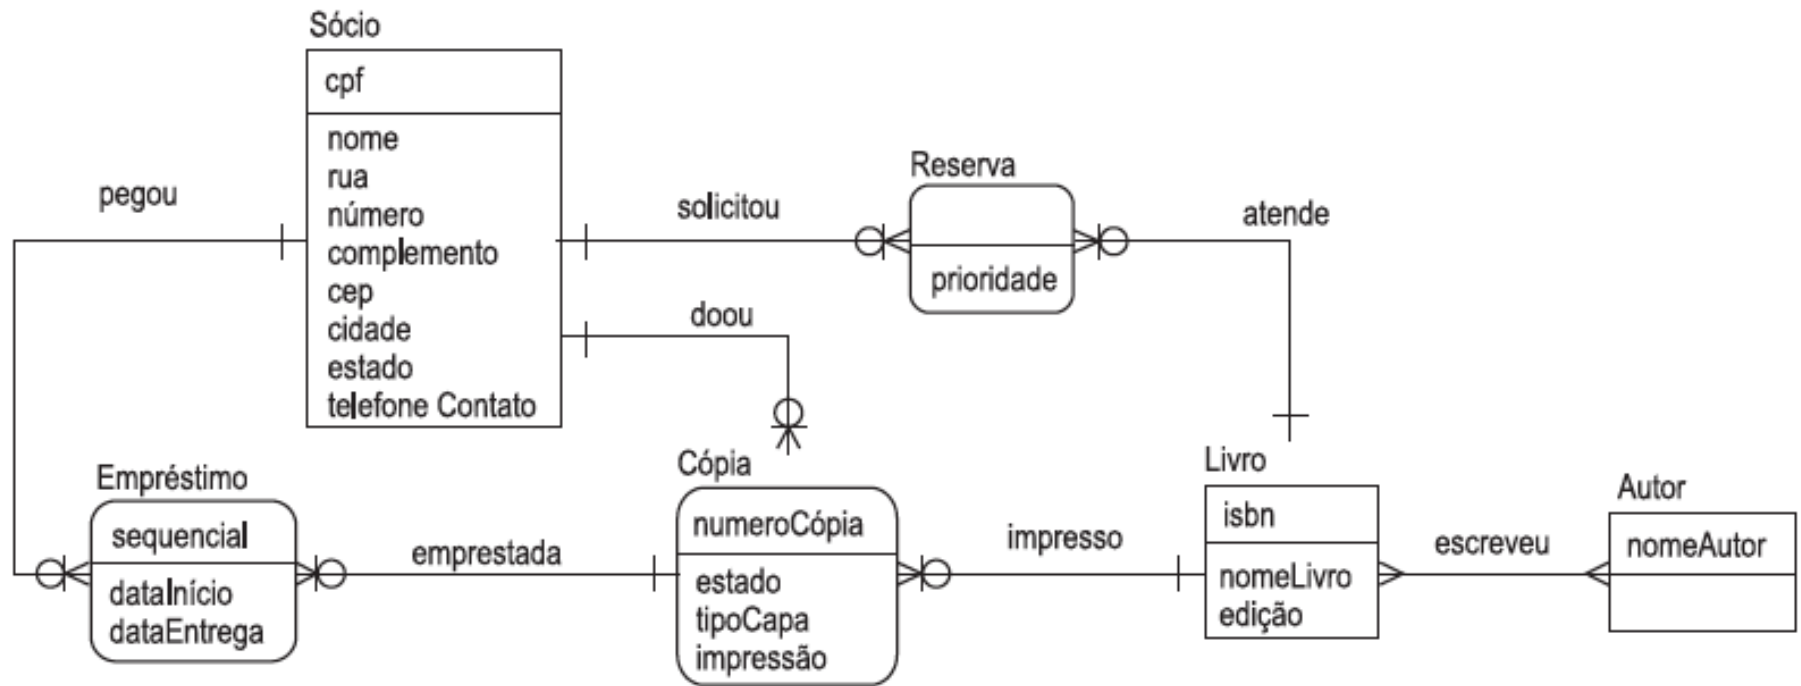 Sócio
cpf
nome
rua
número
complemento
cep
cidade
estado
telefone Contato
pegou
solicitou
Reserva
prioridade
atende
doou
Empréstimo
sequencial
dataInício
dataEntrega
emprestada
Cópia
numeroCópia
estado
tipoCapa
impressão
impresso
Livro
isbn
nomeLivro
edição
escreveu
Autor
nomeAutor